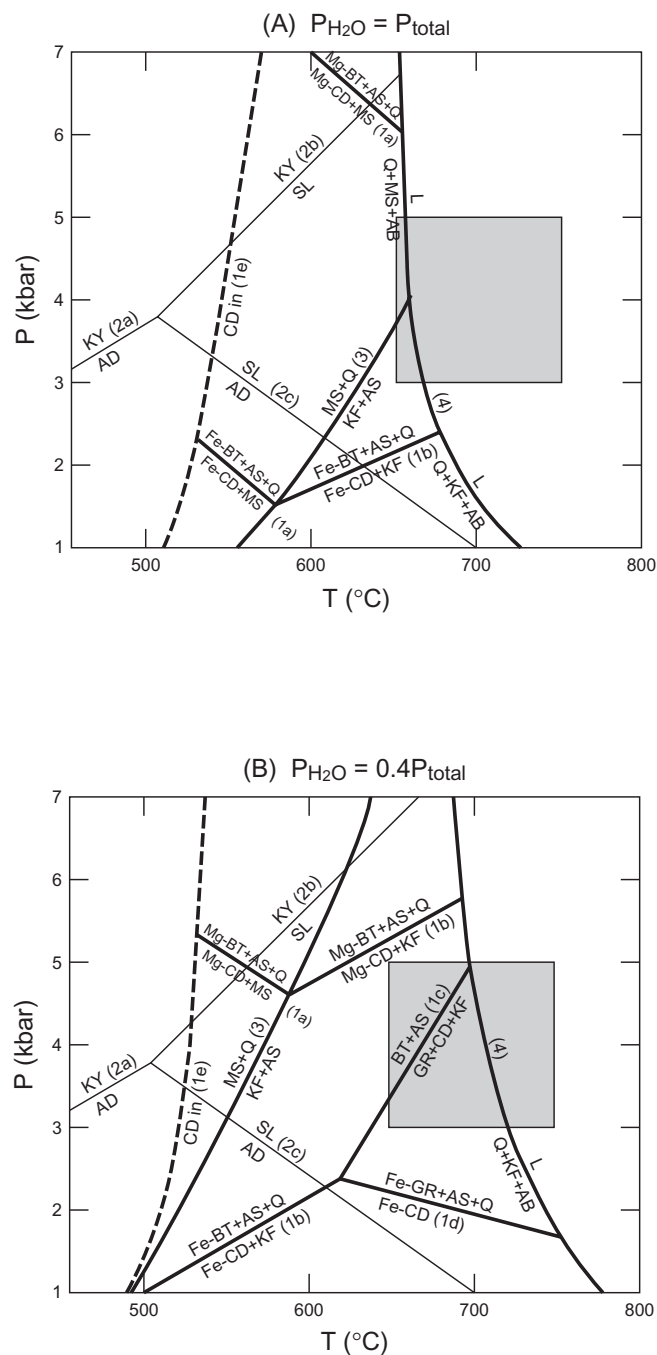 (A) P_H2O = P_total
7
6
5
4
3
2
1
P (kbar)
500
600
700
800
T (°C)
Mg-BT+AS+Q
Mg-CD+MS (1a)
KY (2b)
SL
L
Q+MS+AB
CD in (1e)
KY (2a)
AD
SL (2c)
AD
MS+Q (3)
KF+AS
(4)
Fe-BT+AS+Q
Fe-CD+MS
(1a)
Fe-BT+AS+Q
Fe-CD+KF (1b)
L
Q+KF+AB
(B) P_H2O = 0.4P_total
7
6
5
4
3
2
1
P (kbar)
500
600
700
800
T (°C)
KY (2b)
SL
Mg-BT+AS+Q
Mg-CD+MS
(1a)
Mg-BT+AS+Q
Mg-CD+KF (1b)
BT+AS (1c)
GR+CD+KF
(4)
MS+Q (3)
KF+AS
KY (2a)
AD
CD in (1e)
SL (2c)
AD
L
Q+KF+AB
Fe-BT+AS+Q
Fe-CD+KF (1b)
Fe-GR+AS+Q
Fe-CD (1d)